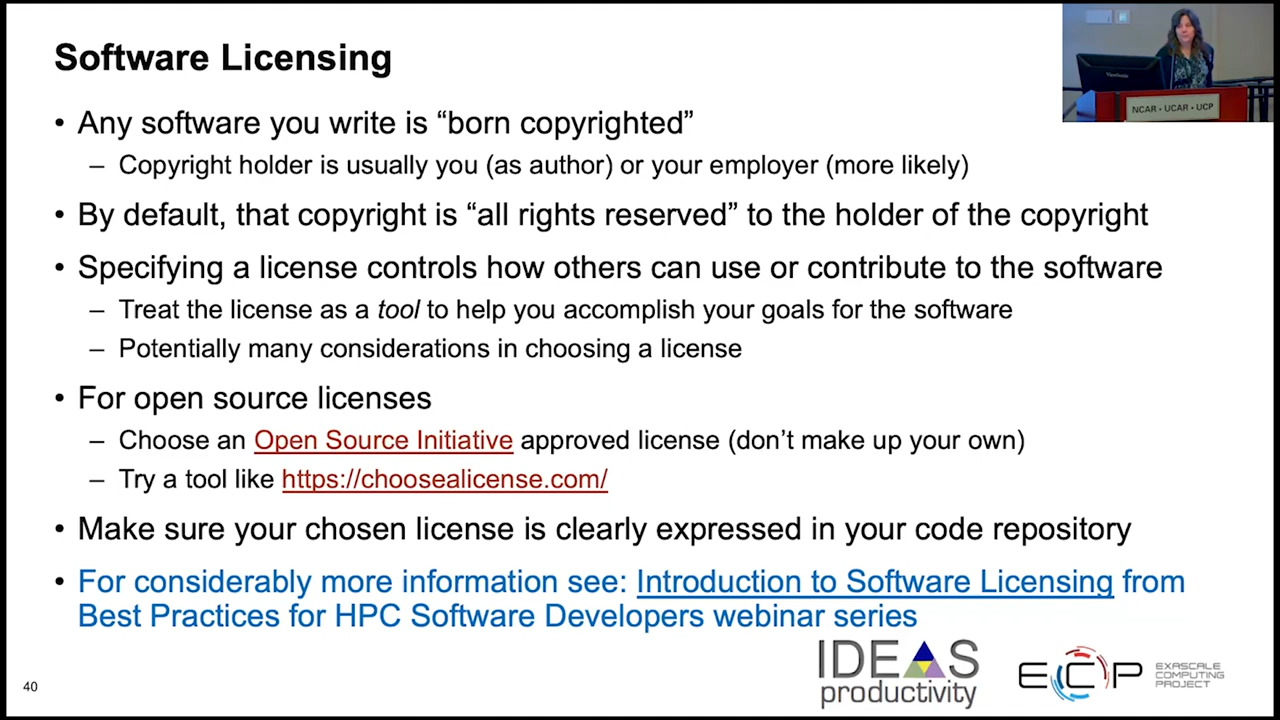 Software Licensing
• Any software you write is “born copyrighted”
– Copyright holder is usually you (as author) or your employer (more likely)
• By default, that copyright is “all rights reserved” to the holder of the copyright
• Specifying a license controls how others can use or contribute to the software
– Treat the license as a tool to help you accomplish your goals for the software
– Potentially many considerations in choosing a license
• For open source licenses
– Choose an Open Source Initiative approved license (don’t make up your own)
– Try a tool like https://choosealicense.com/
• Make sure your chosen license is clearly expressed in your code repository
• For considerably more information see: Introduction to Software Licensing from
Best Practices for HPC Software Developers webinar series
40
IDEAS
productivity
ECP
EXASCALE
COMPUTING
PROJECT
ViewSonic
NCAR • UCAR • UCP